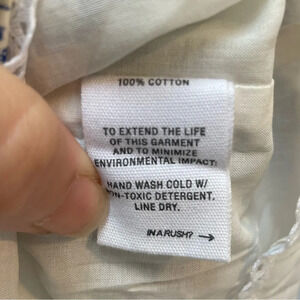 100% COTTON
TO EXTEND THE LIFE
OF THIS GARMENT
AND TO MINIMIZE
ENVIRONMENTAL IMPACT:
HAND WASH COLD W/
NON-TOXIC DETERGENT.
LINE DRY.
IN A RUSH? →